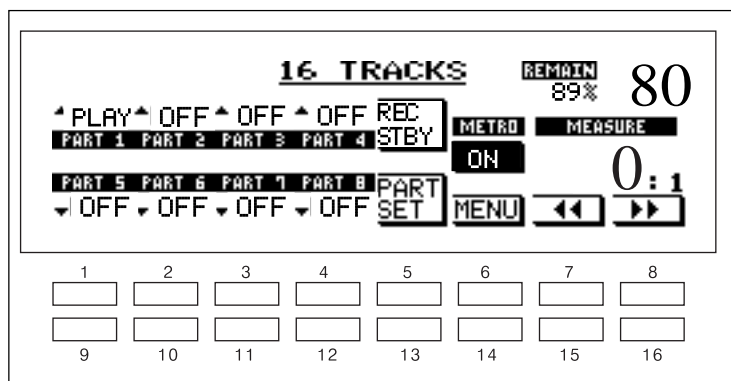 16 TRACKS REMAIN 80
89%
PLAY OFF OFF OFF REC
PART 1 PART 2 PART 3 PART 4 STBY METRO MEASURE
ON
PART 5 PART 6 PART 7 PART 8 PART 0:1
OFF OFF OFF OFF SET MENU
1 2 3 4 5 6 7 8
9 10 11 12 13 14 15 16